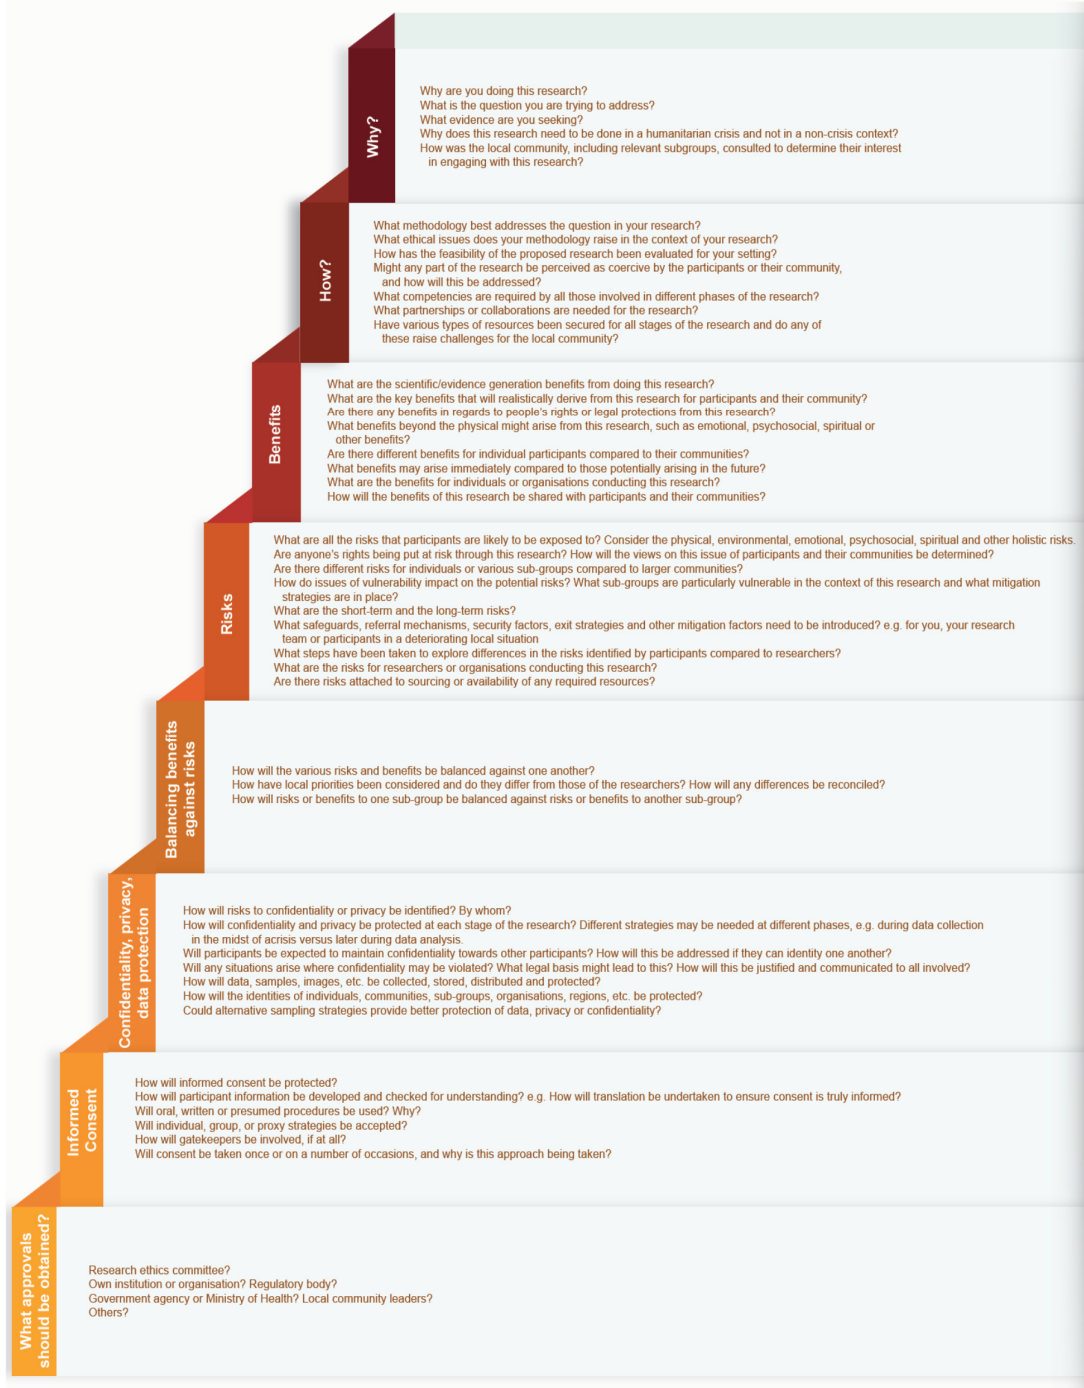 Why?
Why are you doing this research?
What is the question you are trying to address?
What evidence are you seeking?
Why does this research need to be done in a humanitarian crisis and not in a non-crisis context?
How was the local community, including relevant subgroups, consulted to determine their interest
in engaging with this research?
How?
What methodology best addresses the question in your research?
What ethical issues does your methodology raise in the context of your research?
How has the feasibility of the proposed research been evaluated for your setting?
Might any part of the research be perceived as coercive by the participants or their community,
and how will this be addressed?
What competencies are required by all those involved in different phases of the research?
What partnerships or collaborations are needed for the research?
Have various types of resources been secured for all stages of the research and do any of
these raise challenges for the local community?
Benefits
What are the scientific/evidence generation benefits from doing this research?
What are the key benefits that will realistically derive from this research for participants and their community?
Are there any benefits in regards to people's rights or legal protections from this research?
What benefits beyond the physical might arise from this research, such as emotional, psychosocial, spiritual or
other benefits?
Are there different benefits for individual participants compared to their communities?
What benefits may arise immediately compared to those potentially arising in the future?
What are the benefits for individuals or organisations conducting this research?
How will the benefits of this research be shared with participants and their communities?
Risks
What are all the risks that participants are likely to be exposed to? Consider the physical, environmental, emotional, psychosocial, spiritual and other holistic risks.
Are anyone's rights being put at risk through this research? How will the views on this issue of participants and their communities be determined?
Are there different risks for individuals or various sub-groups compared to larger communities?
How do issues of vulnerability impact on the potential risks? What sub-groups are particularly vulnerable in the context of this research and what mitigation
strategies are in place?
What are the short-term and the long-term risks?
What safeguards, referral mechanisms, security factors, exit strategies and other mitigation factors need to be introduced? e.g. for you, your research
team or participants in a deteriorating local situation
What steps have been taken to explore differences in the risks identified by participants compared to researchers?
What are the risks for researchers or organisations conducting this research?
Are there risks attached to sourcing or availability of any required resources?
Balancing benefits
against risks
How will the various risks and benefits be balanced against one another?
How have local priorities been considered and do they differ from those of the researchers? How will any differences be reconciled?
How will risks or benefits to one sub-group be balanced against risks or benefits to another sub-group?
Confidentiality, privacy,
data protection
How will risks to confidentiality or privacy be identified? By whom?
How will confidentiality and privacy be protected at each stage of the research? Different strategies may be needed at different phases, e.g. during data collection
in the midst of acrisis versus later during data analysis.
Will participants be expected to maintain confidentiality towards other participants? How will this be addressed if they can identity one another?
Will any situations arise where confidentiality may be violated? What legal basis might lead to this? How will this be justified and communicated to all involved?
How will data, samples, images, etc. be collected, stored, distributed and protected?
How will the identities of individuals, communities, sub-groups, organisations, regions, etc. be protected?
Could alternative sampling strategies provide better protection of data, privacy or confidentiality?
Informed
Consent
How will informed consent be protected?
How will participant information be developed and checked for understanding? e.g. How will translation be undertaken to ensure consent is truly informed?
Will oral, written or presumed procedures be used? Why?
Will individual, group, or proxy strategies be accepted?
How will gatekeepers be involved, if at all?
Will consent be taken once or on a number of occasions, and why is this approach being taken?
What approvals
should be obtained?
Research ethics committee?
Own institution or organisation? Regulatory body?
Government agency or Ministry of Health? Local community leaders?
Others?